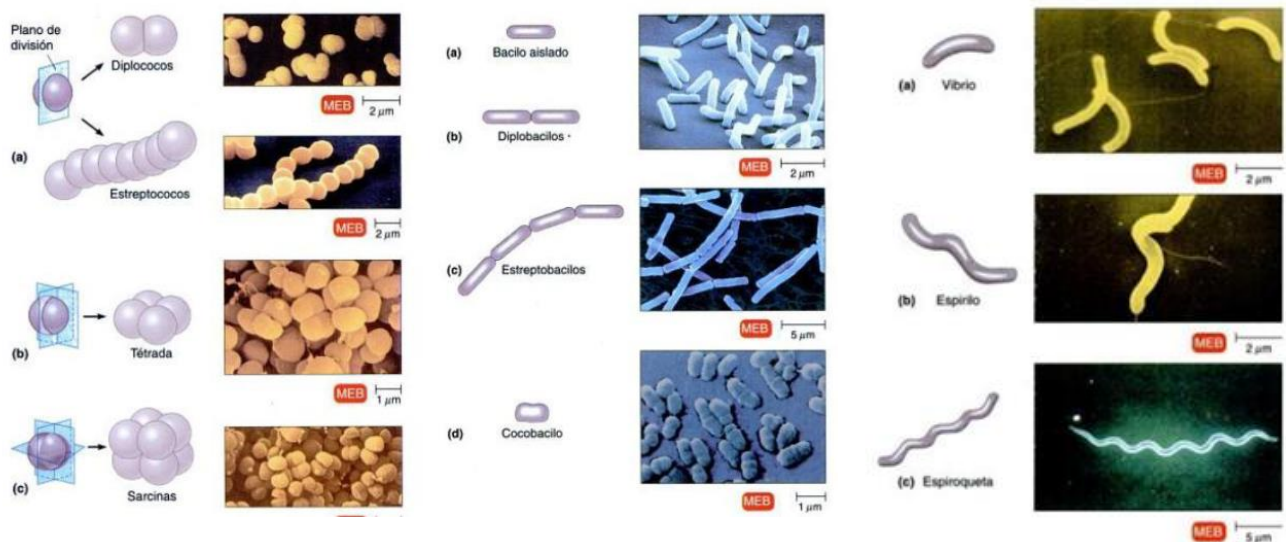 Plano de
división
Diplococos
MEB
2 µm
(a)
Estreptococos
MEB
2 µm
(b)
Tétrada
MEB
1 µm
(c)
Sarcinas
(a)
Bacilo aislado
(b)
Diplobacilos
MEB
2 µm
(c)
Estreptobacilos
MEB
5 µm
(d)
Cocobacilo
MEB
1 µm
(a)
Vibrio
MEB
2 µm
(b)
Espirilo
MEB
2 µm
(c) Espiroqueta
MEB
5 µm